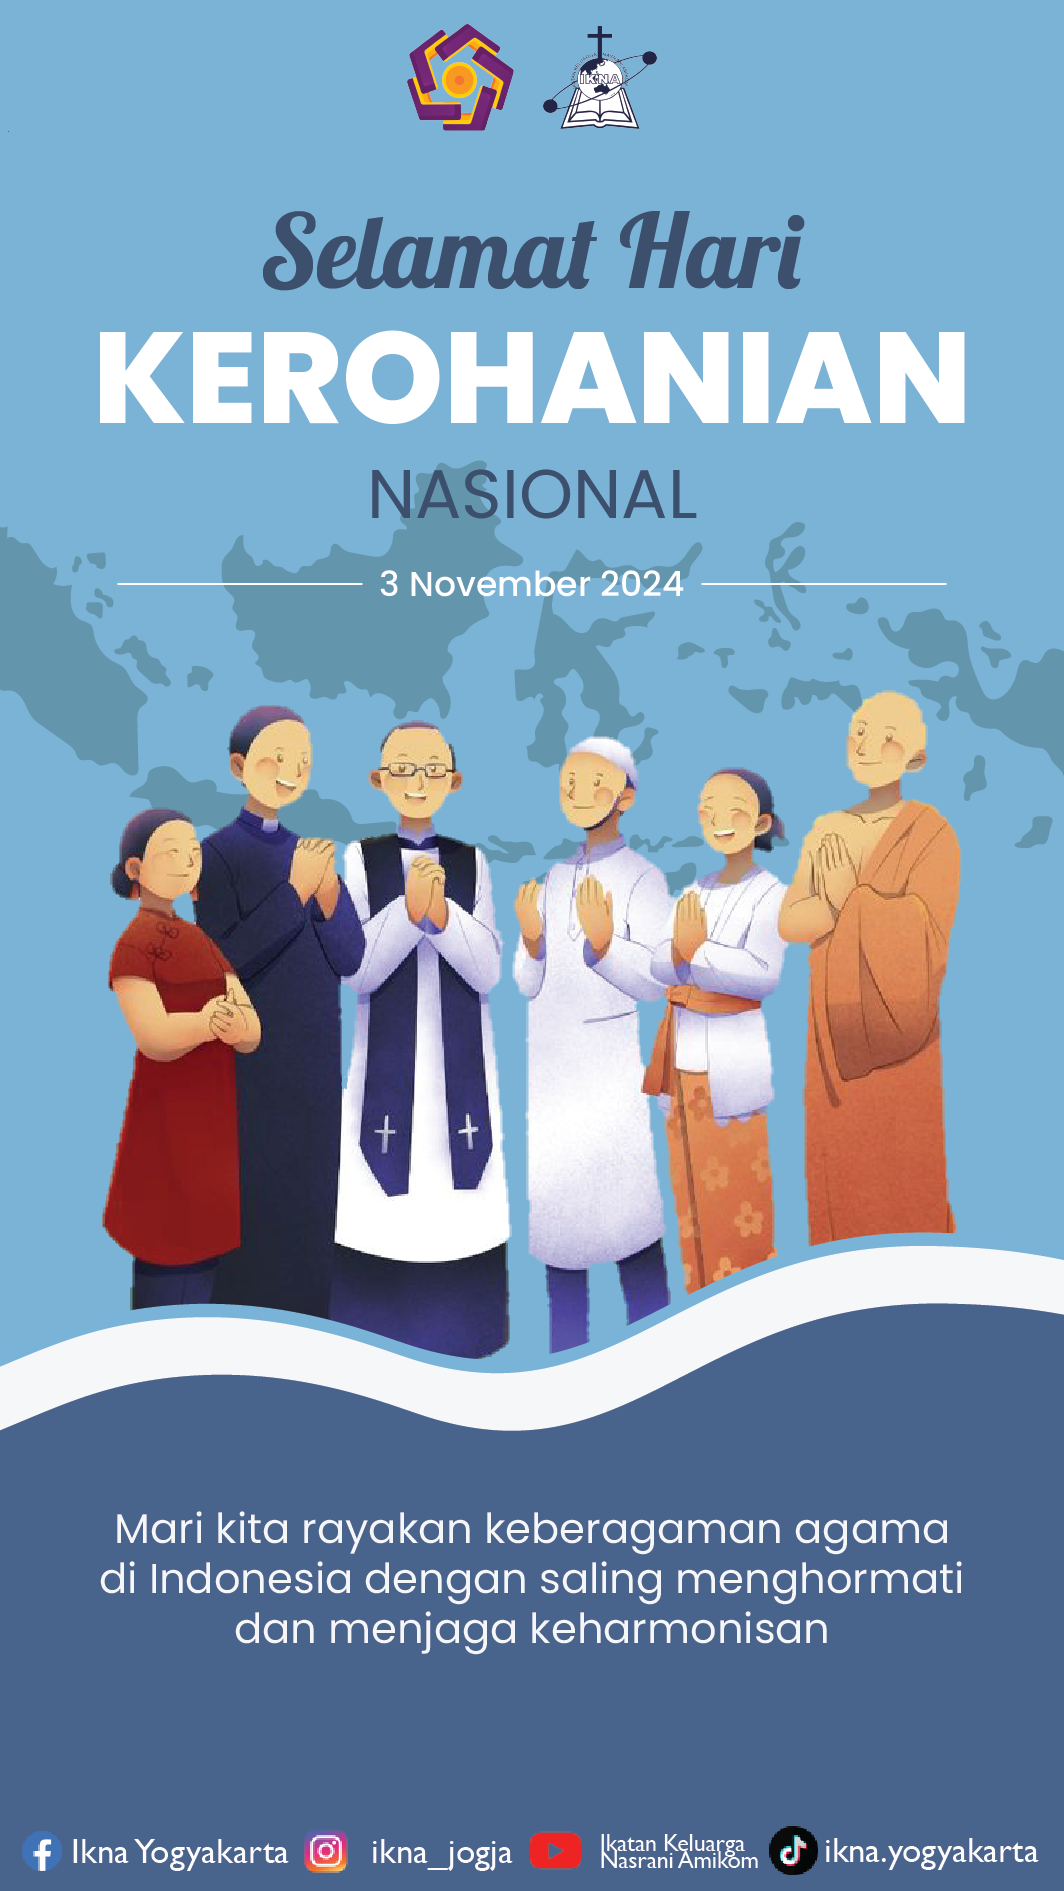 IKNA
Selamat Hari
KEROHANIAN
NASIONAL
3 November 2024
Mari kita rayakan keberagaman agama
di Indonesia dengan saling menghormati
dan menjaga keharmonisan
Ikna Yogyakarta
ikna_jogja
Ikatan Keluarga
Nasrani Amikom
ikna.yogyakarta